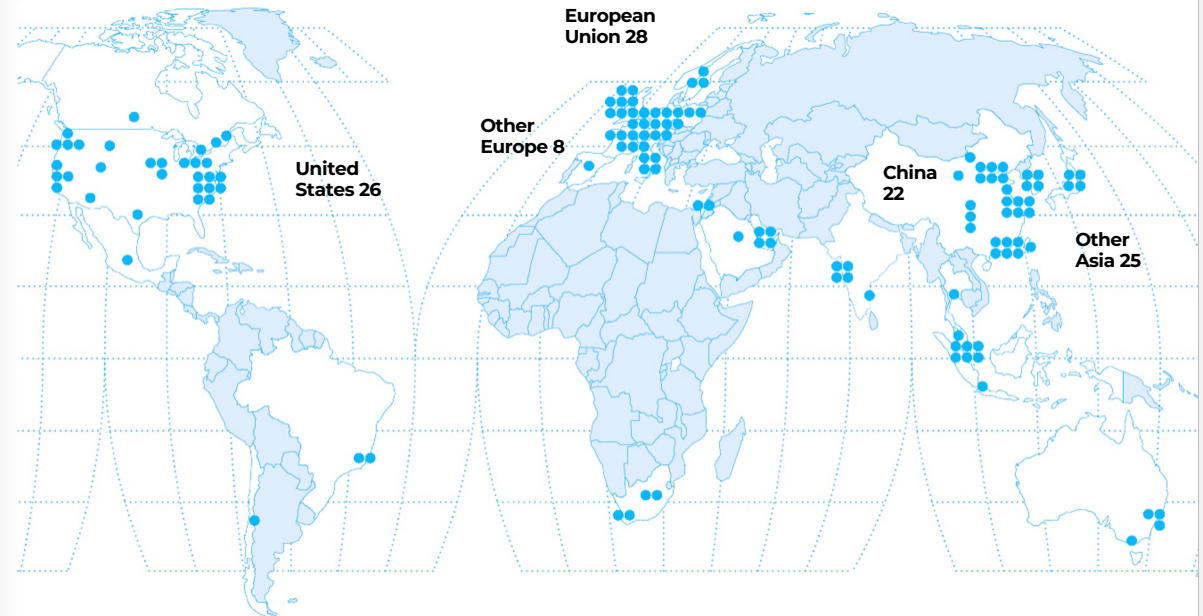 European
Union 28
Other
Europe 8
United
States 26
China
22
Other
Asia 25